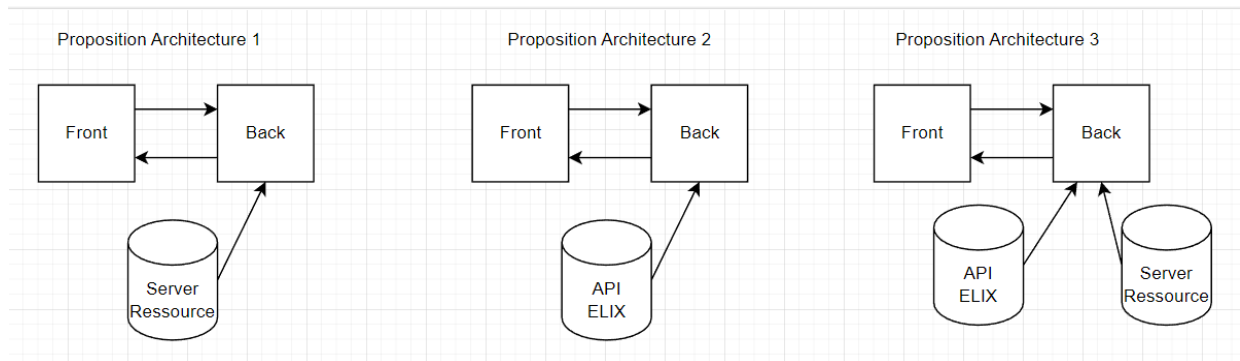 Proposition Architecture 1
Proposition Architecture 2
Proposition Architecture 3
Front
Back
Front
Back
Front
Back
Server
Ressource
API
ELIX
API
ELIX
Server
Ressource